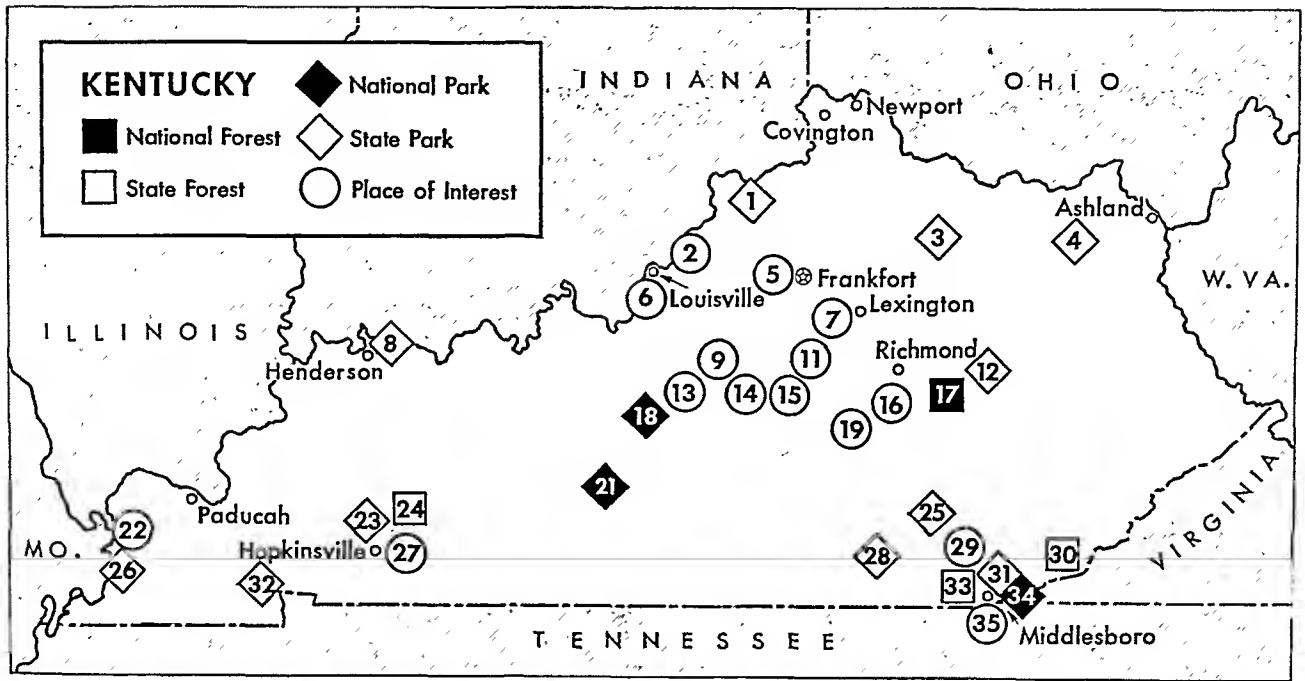 INDIANA
OHIO
KENTUCKY
National Park
National Forest
State Park
State Forest
Place of Interest
Newport
Covington
1
Ashland
3
4
2
5
Frankfort
W. VA.
6
Louisville
Lexington
7
ILLINOIS
8
Henderson
9
11
Richmond
12
13
14
15
16
17
18
19
21
Paducah
23
24
25
VIRGINIA
22
MO.
Hopkinsville
27
28
29
30
26
32
33
31
34
35
Middlesboro
TENNESSEE